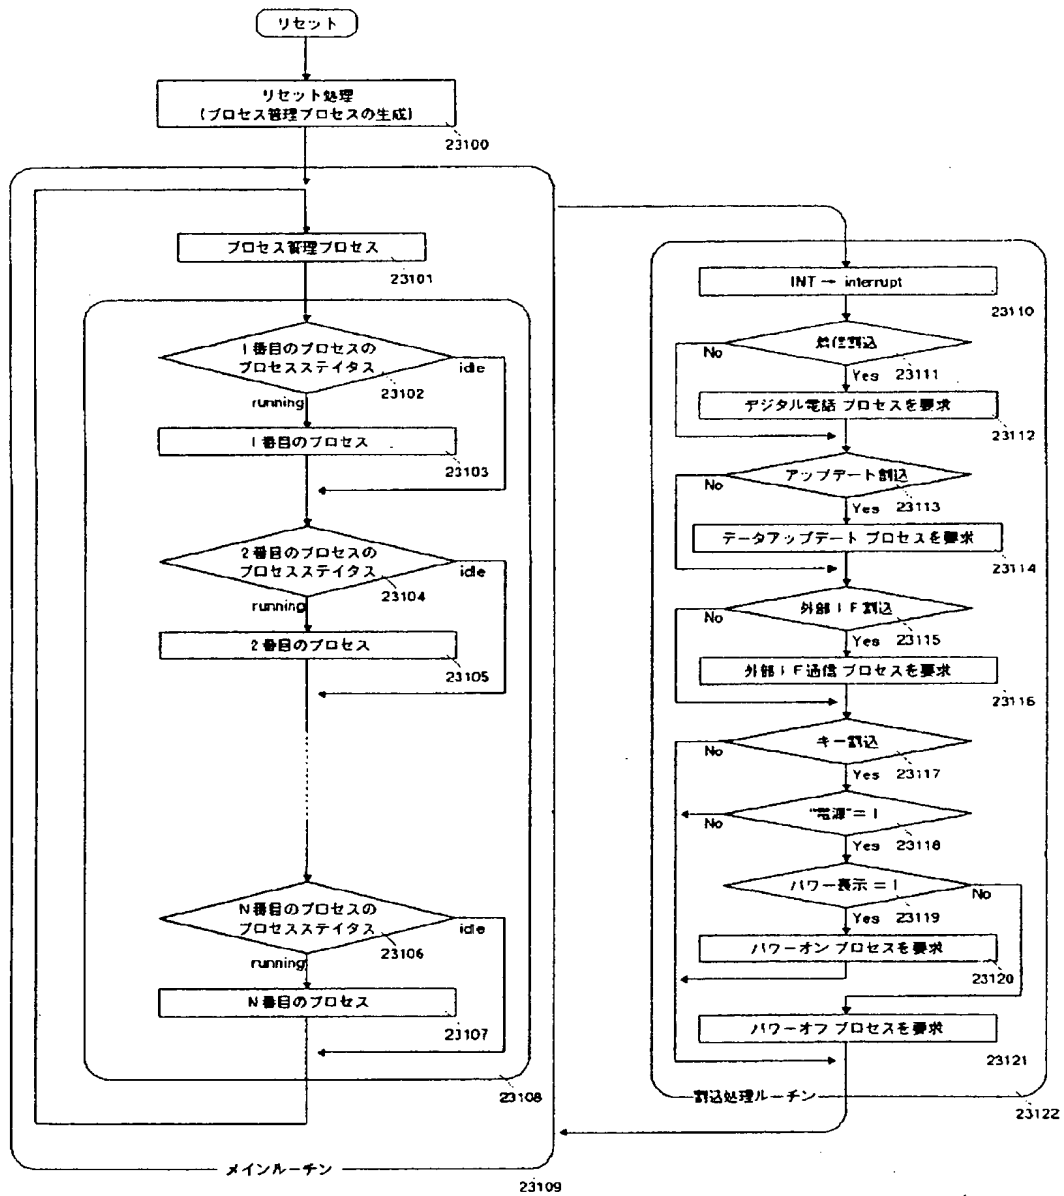 リセット
リセット処理
(プロセス管理プロセスの生成)
23100
プロセス管理プロセス
23101
1番目のプロセスの
プロセスステイタス
idle
23102
running
1番目のプロセス
23103
2番目のプロセスの
プロセスステイタス
idle
23104
running
2番目のプロセス
23105
N番目のプロセスの
プロセスステイタス
idle
23106
running
N番目のプロセス
23107
23108
メインルーチン
23109
INT → interrupt
23110
割込
No
Yes
23111
デジタル電話 プロセスを要求
23112
アップデート割込
No
Yes
23113
データアップデート プロセスを要求
23114
外部IF割込
No
Yes
23115
外部IF通信 プロセスを要求
23116
キー割込
No
Yes
23117
"電源"=1
No
Yes
23118
パワー表示=1
No
Yes
23119
パワーオン プロセスを要求
23120
パワーオフ プロセスを要求
23121
割込処理ルーチン
23122